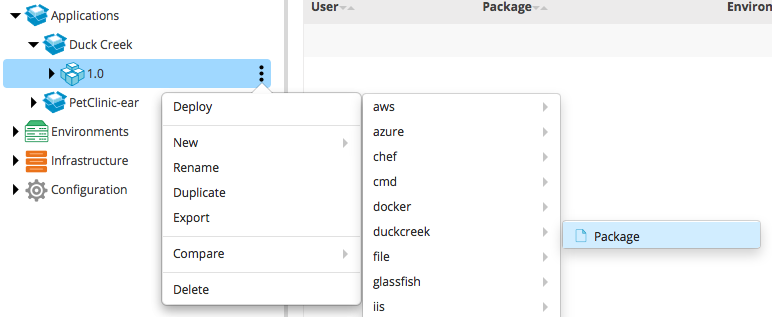 User
Package
Environ
Applications
Duck Creek
1.0
PetClinic-ear
Environments
Infrastructure
Configuration
Deploy
New
Rename
Duplicate
Export
Compare
Delete
aws
azure
chef
cmd
docker
duckcreek
file
glassfish
iis
Package